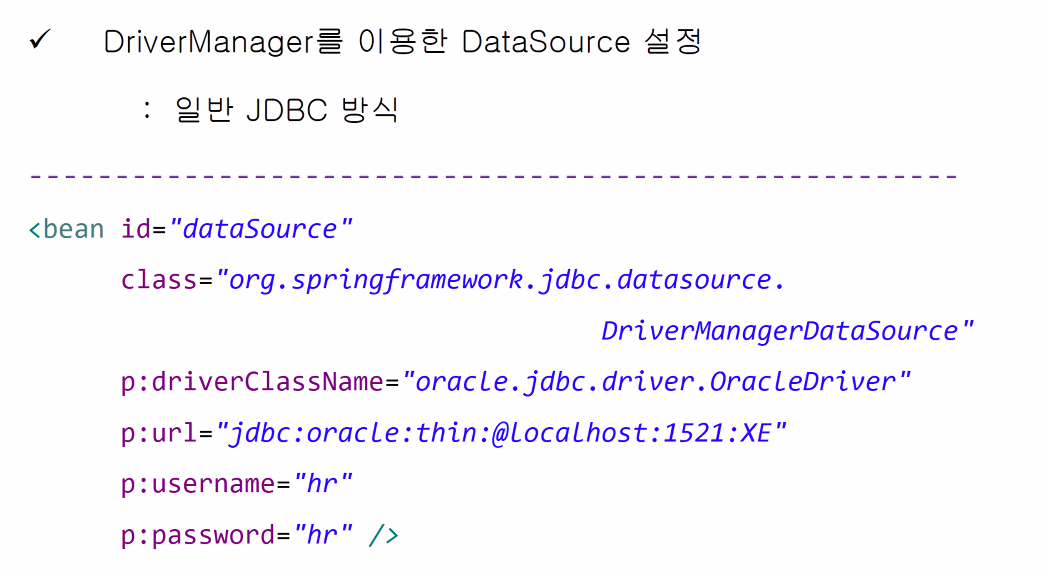 ✓ DriverManager를 이용한 DataSource 설정
: 일반 JDBC 방식
-----------------------------------------------------
<bean id="dataSource"
class="org.springframework.jdbc.datasource.
DriverManagerDataSource"
p:driverClassName="oracle.jdbc.driver.OracleDriver"
p:url="jdbc:oracle:thin:@localhost:1521:XE"
p:username="hr"
p:password="hr" />